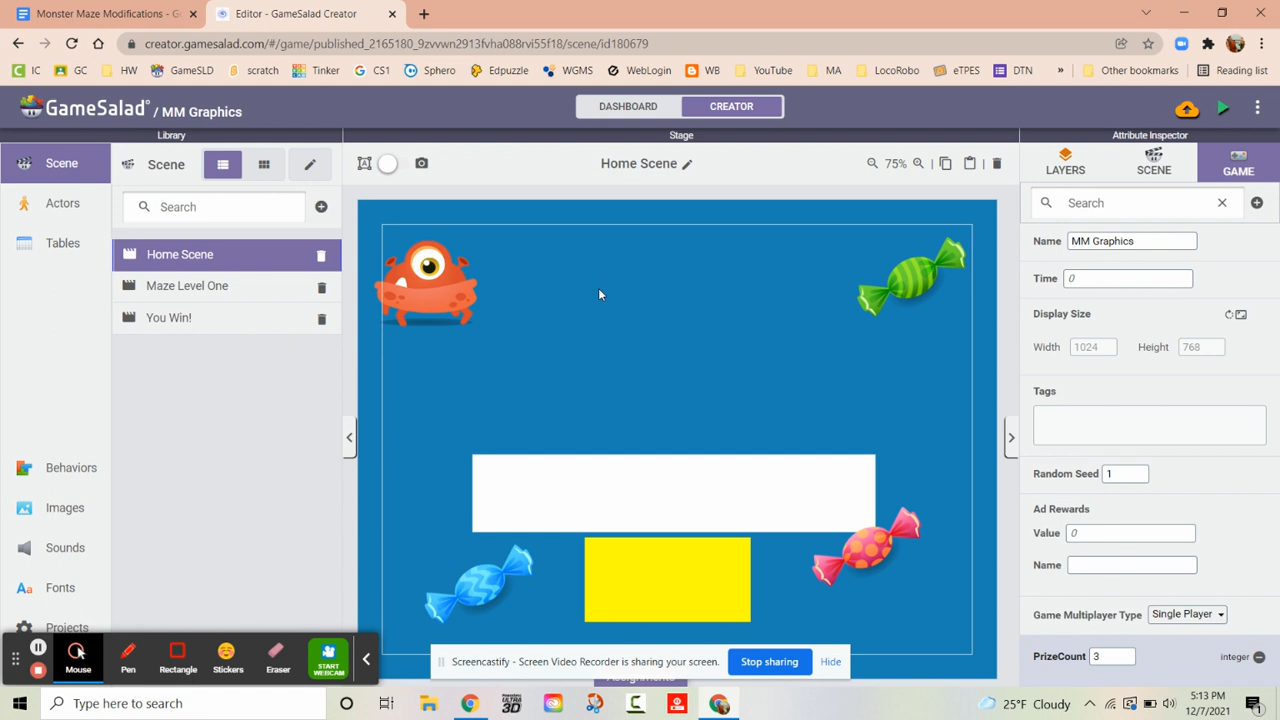 Monster Maze Modifications - G
Editor - GameSalad Creator
creator.gamesalad.com/#/game/published_2165180_9zvvwn2913fvha08rvi55f18/scene/id180679
IC GC HW GameSLD scratch Tinker CS1 Sphero Edpuzzle WGMS WebLogin WB YouTube MA LocoRobo eTPES DTN » Other bookmarks Reading list
GameSalad® / MM Graphics DASHBOARD CREATOR
Library Stage Attribute Inspector
Scene Scene Home Scene 75% LAYERS SCENE GAME
Actors Search Search
Tables Home Scene Name MM Graphics
Maze Level One Time 0
You Win! Display Size
Width 1024 Height 768
Tags
Behaviors Random Seed 1
Images Ad Rewards
Value 0
Sounds Name
Fonts Game Multiplayer Type Single Player
Projects PrizeCount 3 integer
Mouse Pen Rectangle Stickers Eraser START
WEBCAM
Screencastify - Screen Video Recorder is sharing your screen. Stop sharing Hide
Type here to search 25°F Cloudy 5:13 PM
12/7/2021